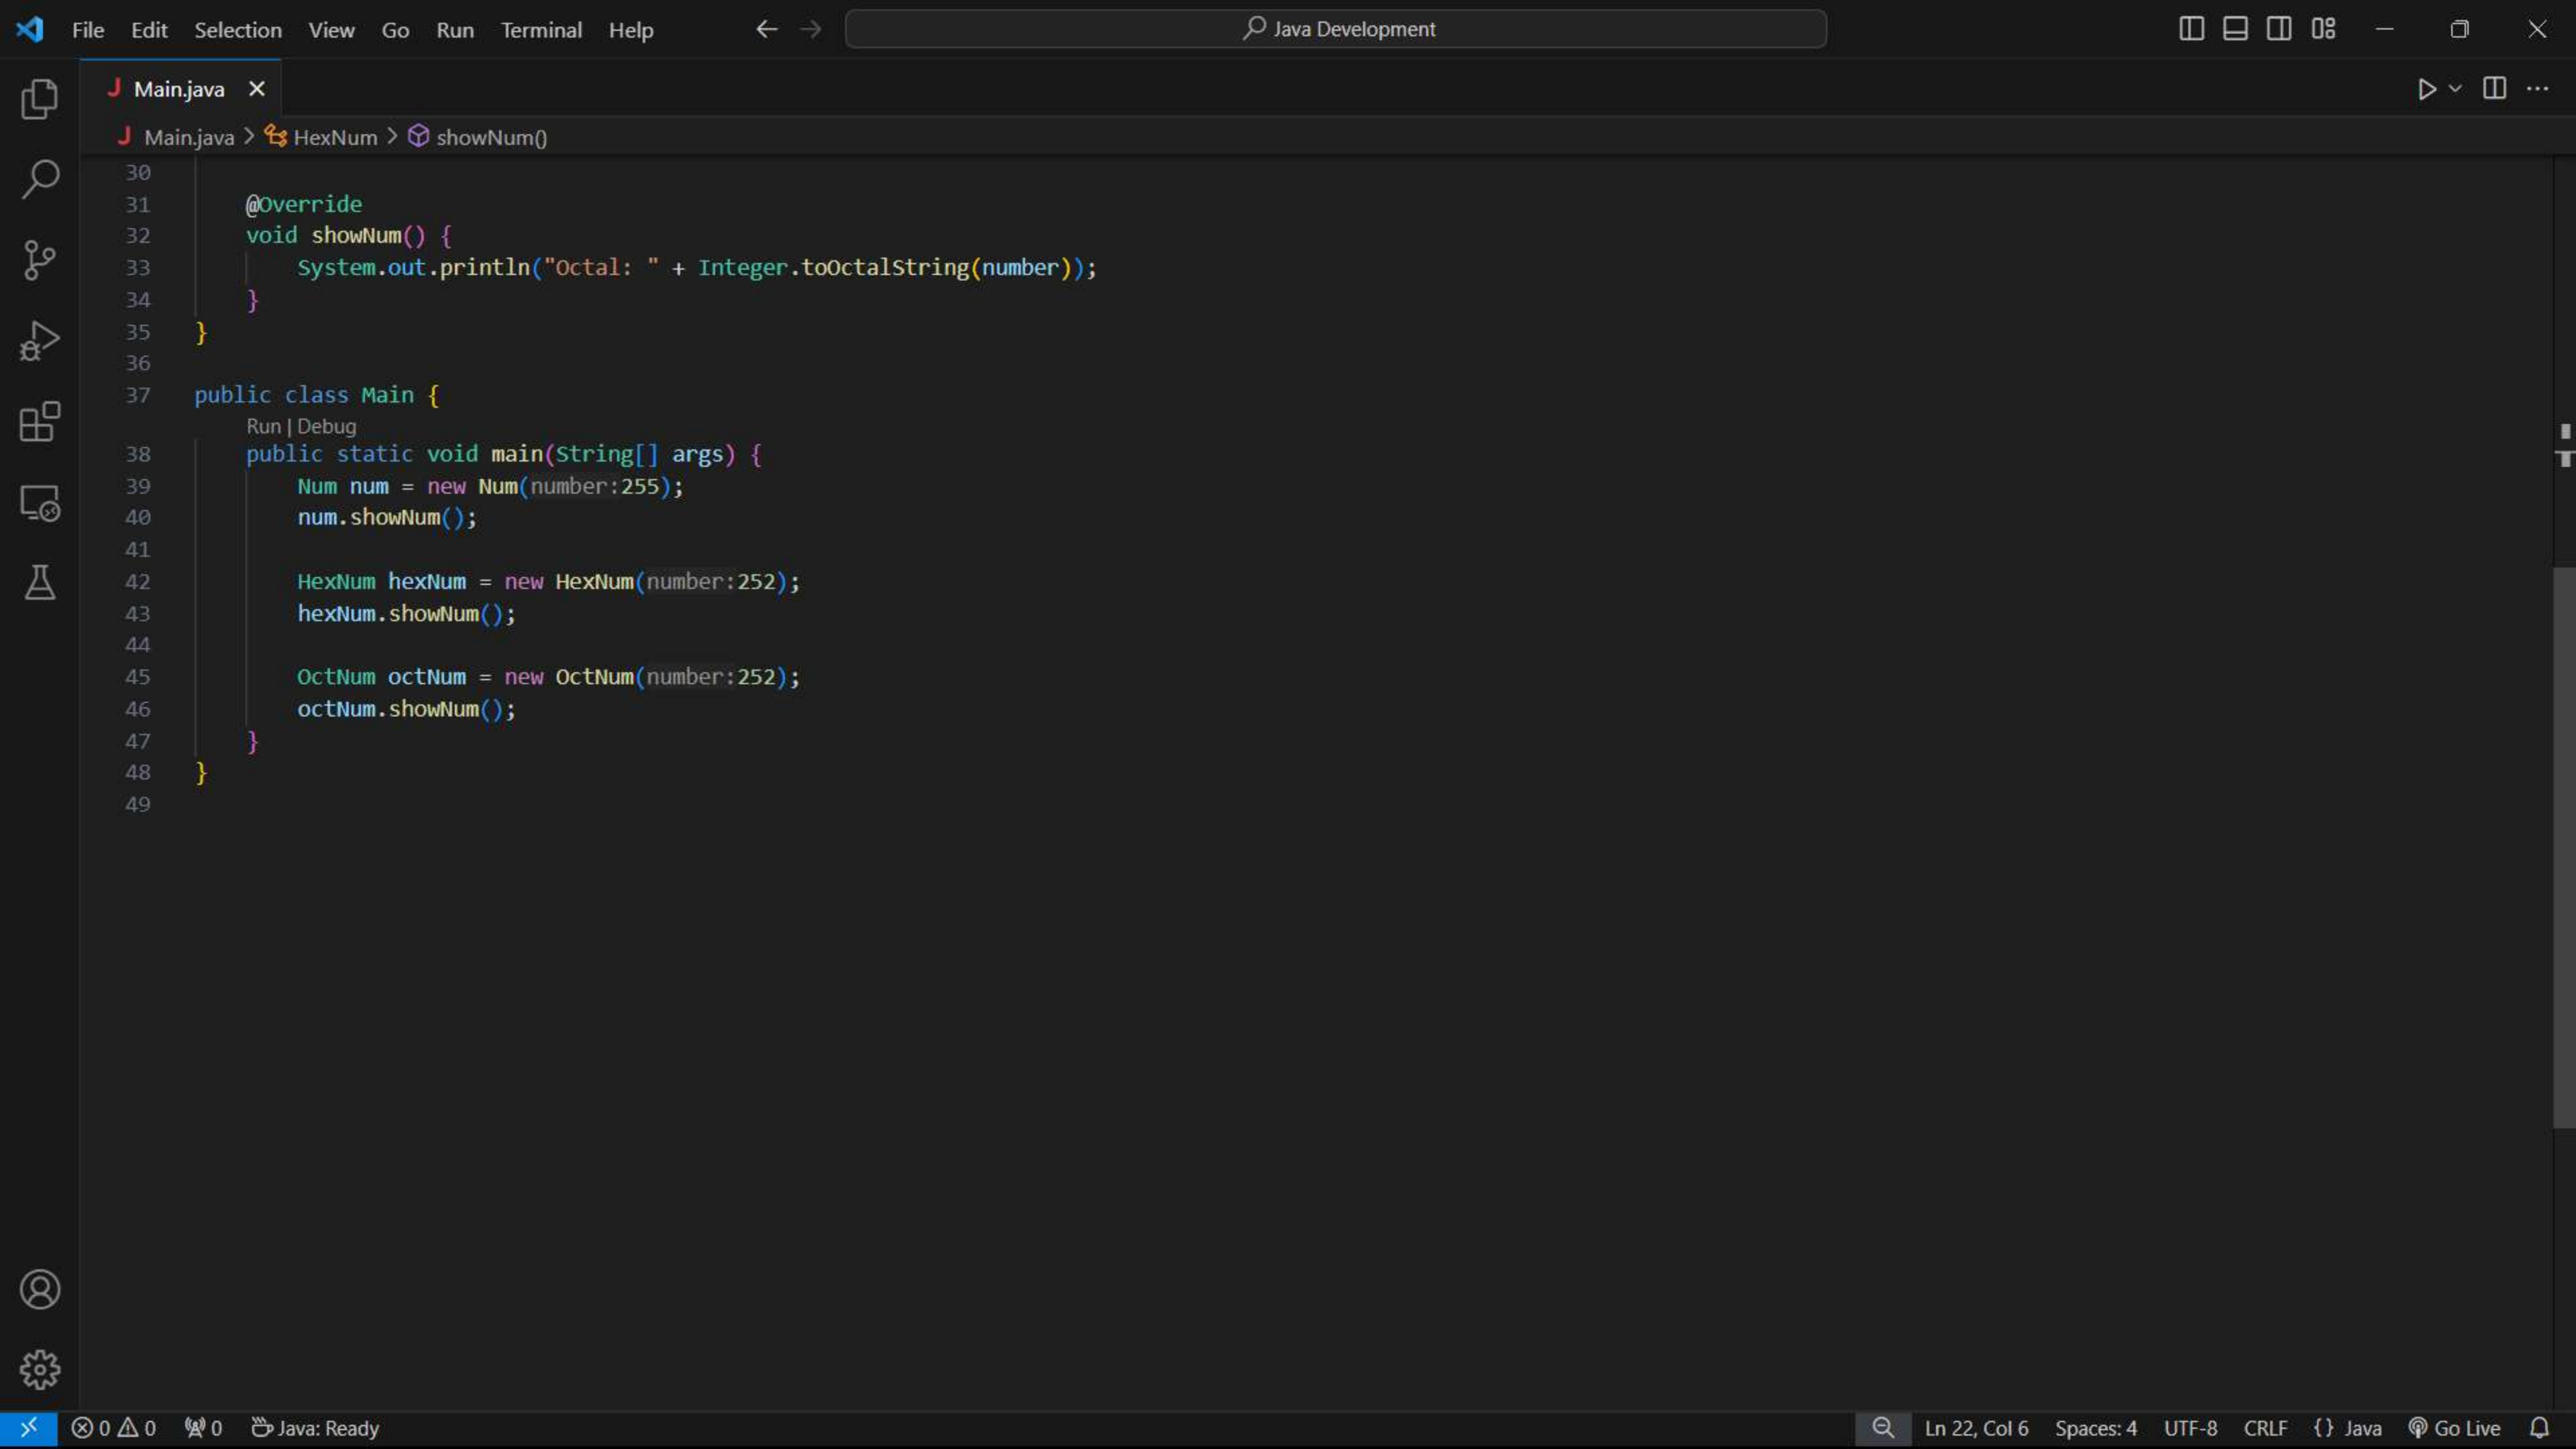 File Edit Selection View Go Run Terminal Help Java Development
Main.java
Main.java > HexNum > showNum()
30
31 @Override
32 void showNum() {
33 System.out.println("Octal: " + Integer.toOctalString(number));
34 }
35 }
36
37 public class Main {
Run | Debug
38 public static void main(String[] args) {
39 Num num = new Num(number:255);
40 num.showNum();
41
42 HexNum hexNum = new HexNum(number:252);
43 hexNum.showNum();
44
45 OctNum octNum = new OctNum(number:252);
46 octNum.showNum();
47 }
48 }
49
0 0 0 Java: Ready Ln 22, Col 6 Spaces: 4 UTF-8 CRLF {} Java Go Live